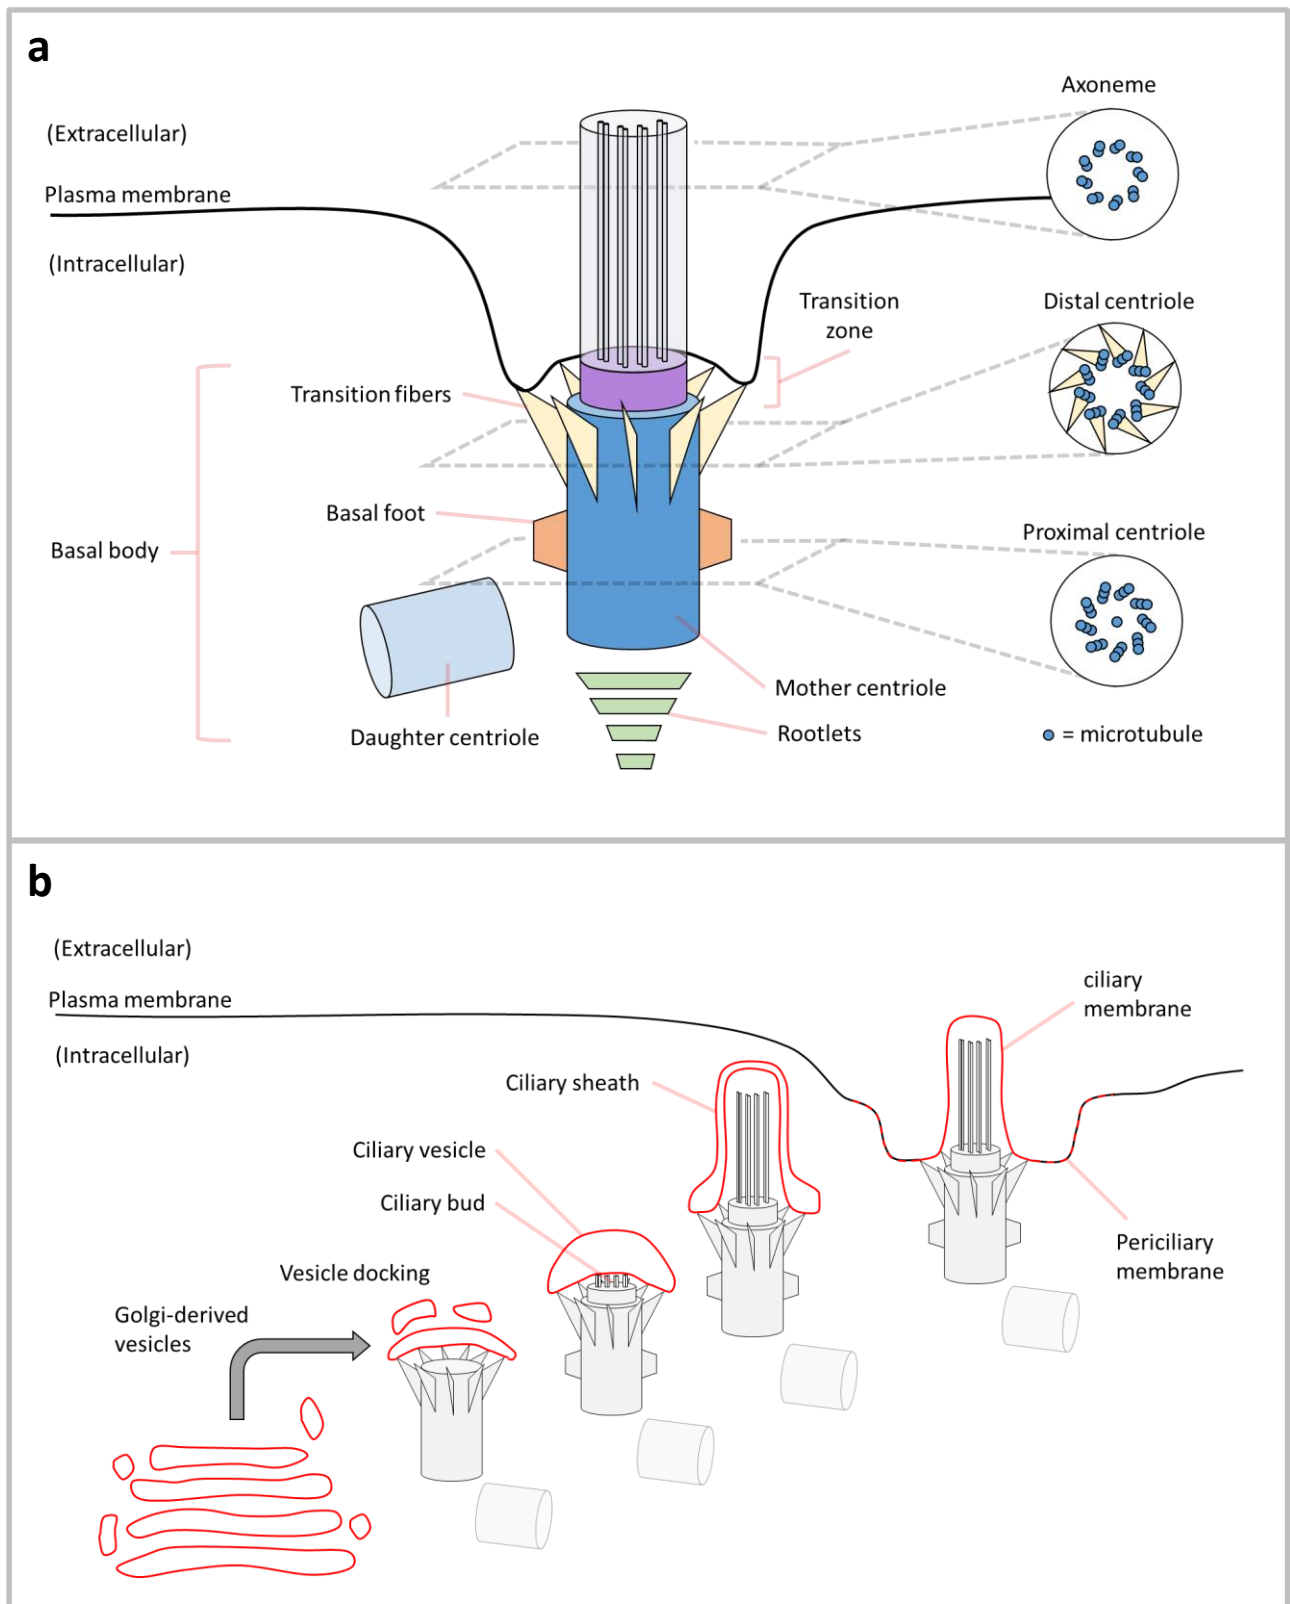 a
Axoneme
(Extracellular)
Plasma membrane
(Intracellular)
Transition
zone
Distal centriole
Transition fibers
Basal foot
Basal body
Proximal centriole
Mother centriole
Daughter centriole
Rootlets
= microtubule
b
(Extracellular)
ciliary
membrane
Plasma membrane
(Intracellular)
Ciliary sheath
Ciliary vesicle
Ciliary bud
Periciliary
membrane
Vesicle docking
Golgi-derived
vesicles